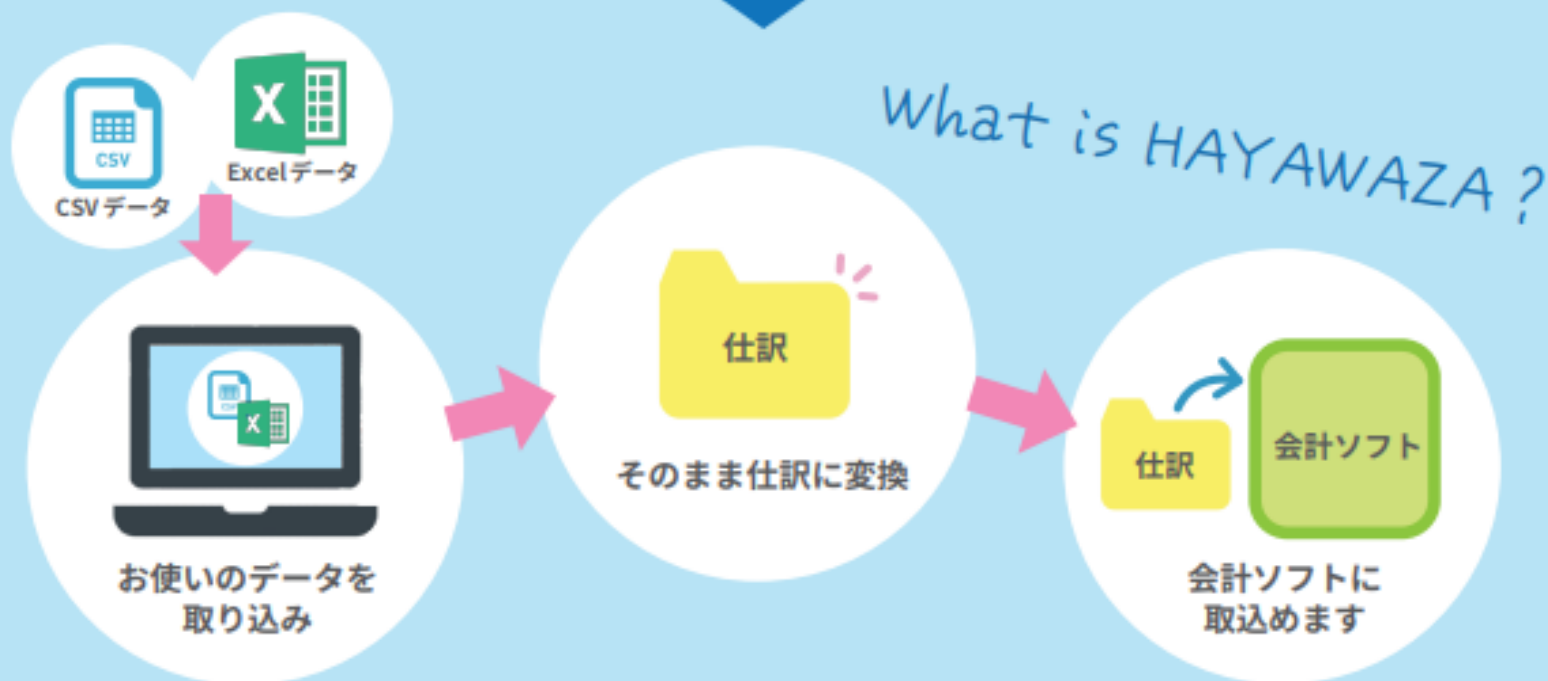 What is HAYAWAZA ?
X
CSV
Excelデータ
CSVデータ
X
お使いのデータを
取り込み
仕訳
そのまま仕訳に変換
仕訳
会計ソフト
会計ソフトに
取込めます